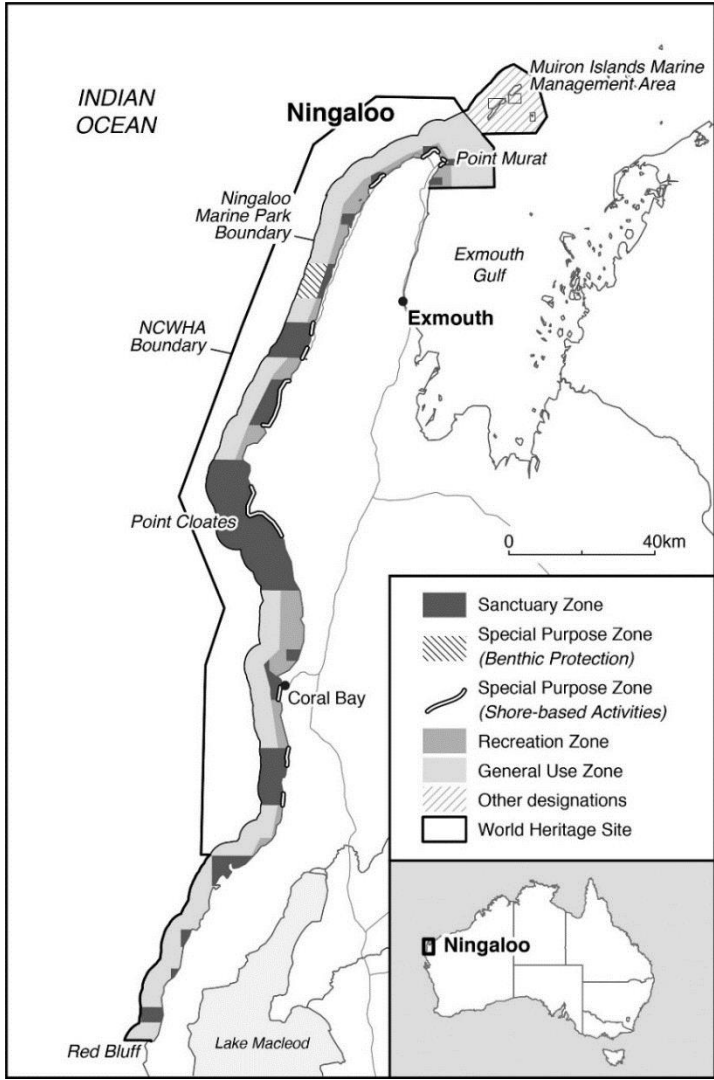 INDIAN
OCEAN
Ningaloo
Muiron Islands Marine
Management Area
Point Murat
Ningaloo
Marine Park
Boundary
Exmouth
Gulf
Exmouth
NCWHA
Boundary
Point Cloates
0 40km
Coral Bay
Sanctuary Zone
Special Purpose Zone
(Benthic Protection)
Special Purpose Zone
(Shore-based Activities)
Recreation Zone
General Use Zone
Other designations
World Heritage Site
Ningaloo
Red Bluff
Lake Macleod